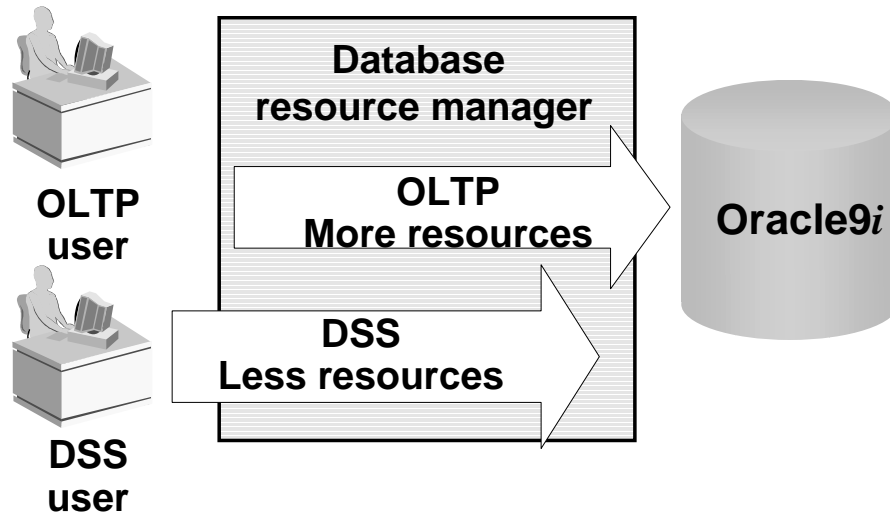 Database
resource manager
OLTP
user
OLTP
More resources
Oracle9i
DSS
Less resources
DSS
user